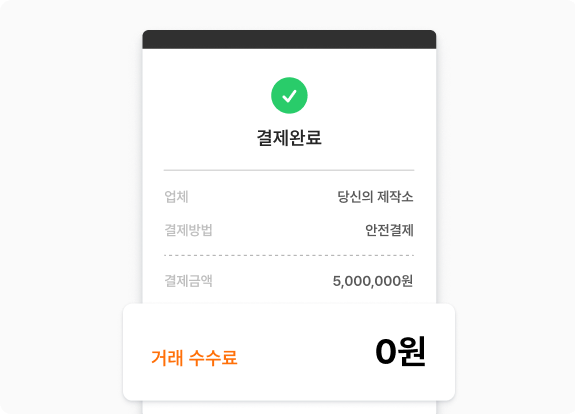 결제완료
업체 당신의 제작소
결제방법 안전결제
결제금액 5,000,000원
거래 수수료 0원